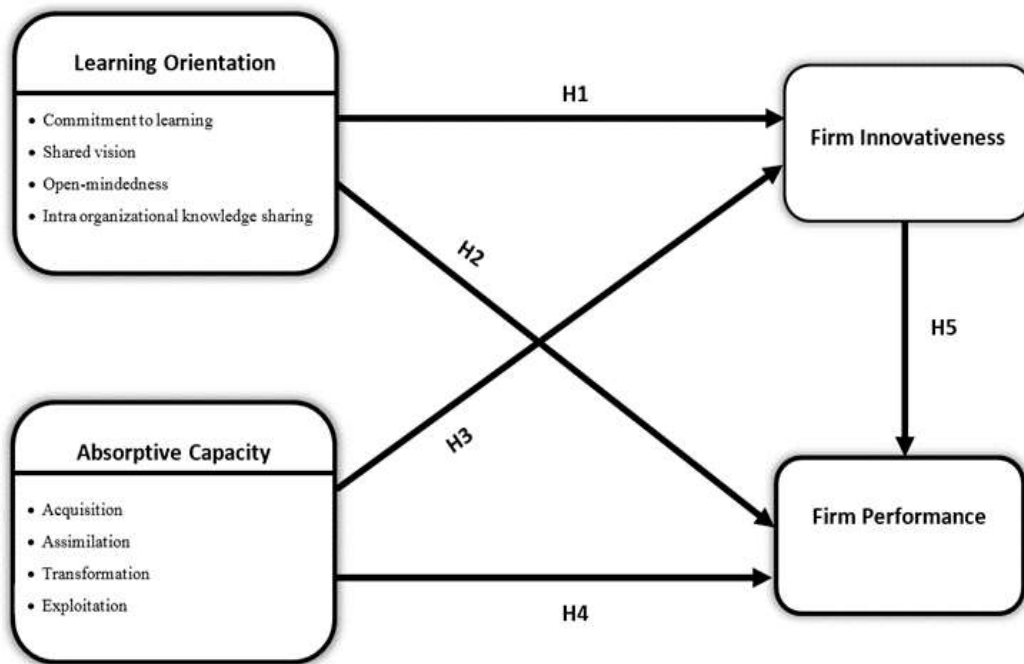 Learning Orientation
• Commitment to learning
• Shared vision
• Open-mindedness
• Intra organizational knowledge sharing
H1
Firm Innovativeness
H2
H3
H5
Absorptive Capacity
• Acquisition
• Assimilation
• Transformation
• Exploitation
H4
Firm Performance